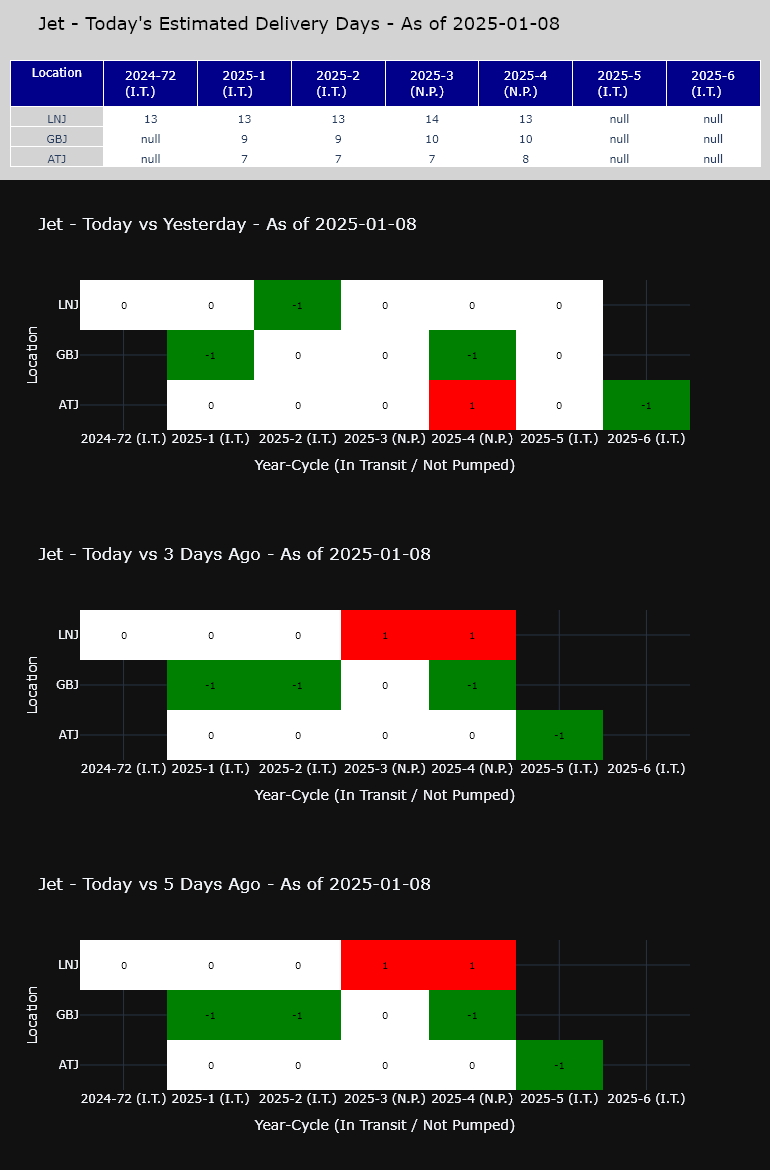 Jet - Today's Estimated Delivery Days - As of 2025-01-08
Location 2024-72 (I.T.) 2025-1 (I.T.) 2025-2 (I.T.) 2025-3 (N.P.) 2025-4 (N.P.) 2025-5 (I.T.) 2025-6 (I.T.)
LNJ 13 13 13 14 13 null null
GBJ null 9 9 10 10 null null
ATJ null 7 7 7 8 null null
Jet - Today vs Yesterday - As of 2025-01-08
LNJ 0 0 -1 0 0 0
GBJ -1 0 0 -1 0
ATJ 0 0 0 1 0 -1
Location
2024-72 (I.T.) 2025-1 (I.T.) 2025-2 (I.T.) 2025-3 (N.P.) 2025-4 (N.P.) 2025-5 (I.T.) 2025-6 (I.T.)
Year-Cycle (In Transit / Not Pumped)
Jet - Today vs 3 Days Ago - As of 2025-01-08
LNJ 0 0 0 1 1
GBJ -1 -1 0 -1
ATJ 0 0 0 0 -1
Location
2024-72 (I.T.) 2025-1 (I.T.) 2025-2 (I.T.) 2025-3 (N.P.) 2025-4 (N.P.) 2025-5 (I.T.) 2025-6 (I.T.)
Year-Cycle (In Transit / Not Pumped)
Jet - Today vs 5 Days Ago - As of 2025-01-08
LNJ 0 0 0 1 1
GBJ -1 -1 0 -1
ATJ 0 0 0 0 -1
Location
2024-72 (I.T.) 2025-1 (I.T.) 2025-2 (I.T.) 2025-3 (N.P.) 2025-4 (N.P.) 2025-5 (I.T.) 2025-6 (I.T.)
Year-Cycle (In Transit / Not Pumped)